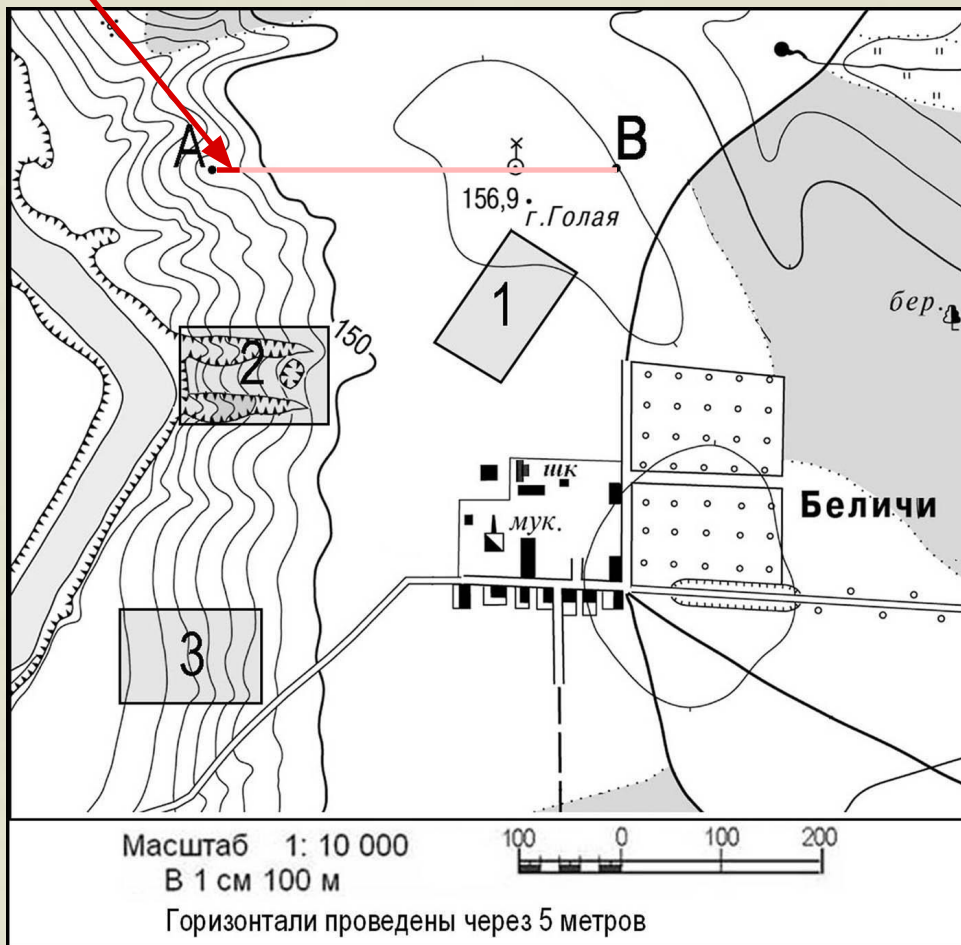 А
В
156,9
г.Голая
1
бер.
150
2
шк
Беличи
мук.
3
Масштаб 1: 10 000
В 1 см 100 м
100 0 100 200
Горизонтали проведены через 5 метров